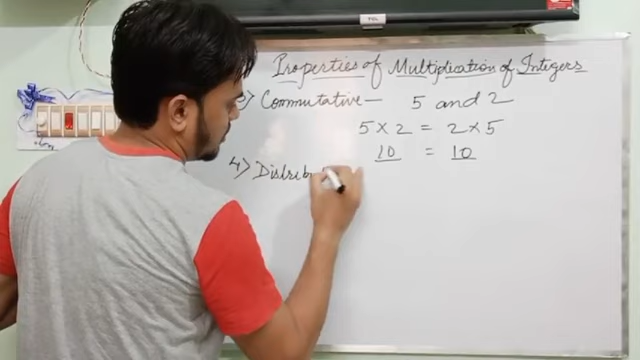 Properties of Multiplication of Integers
3) Commutative— 5 and 2
5 × 2 = 2 × 5
10 = 10
4) Distrib